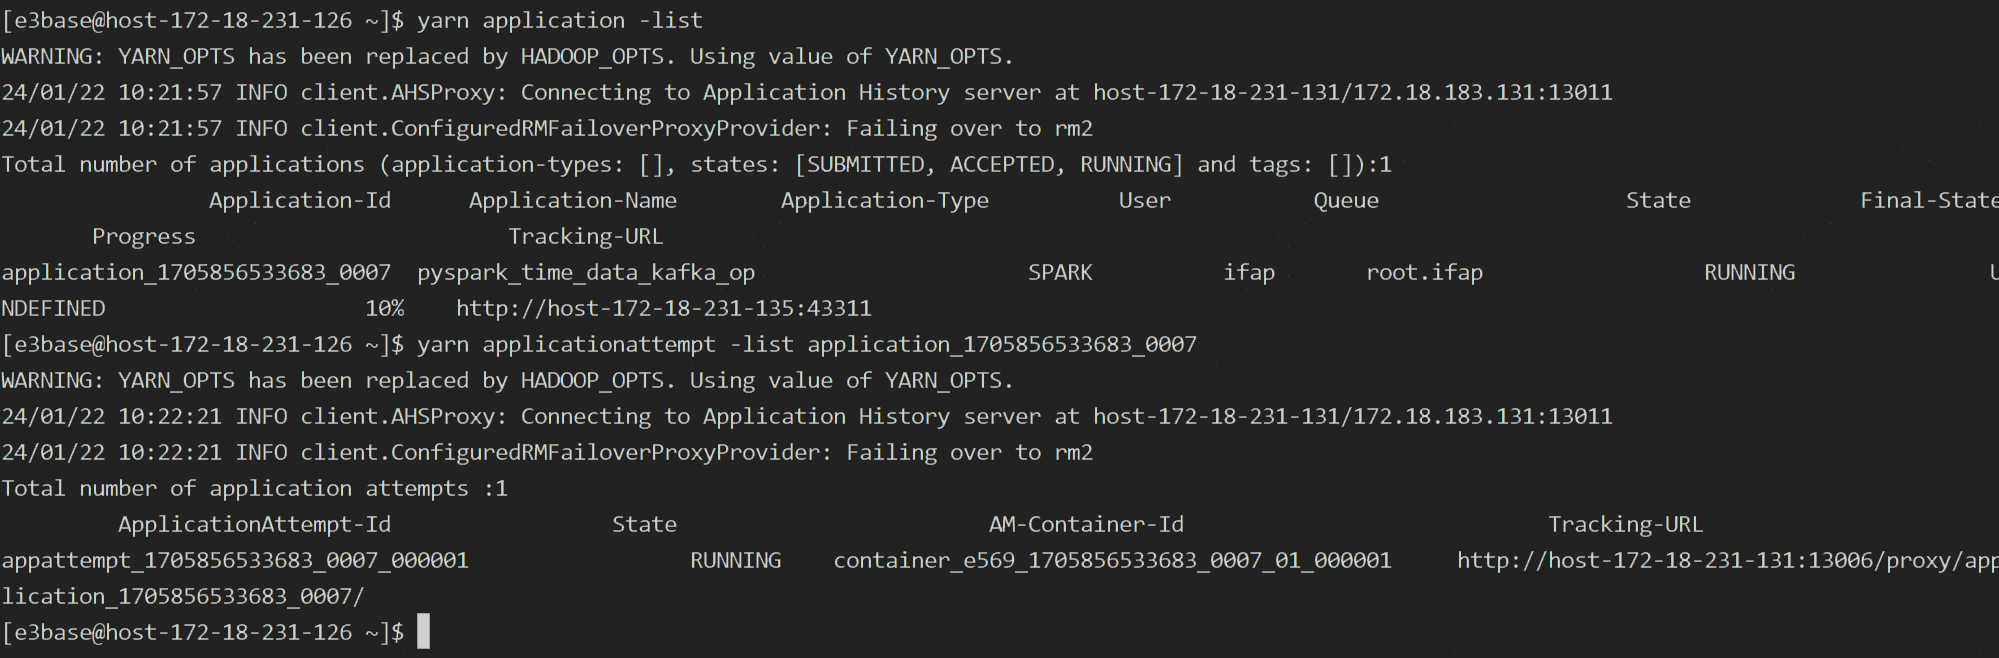 [e3base@host-172-18-231-126 ~]$ yarn application -list
WARNING: YARN_OPTS has been replaced by HADOOP_OPTS. Using value of YARN_OPTS.
24/01/22 10:21:57 INFO client.AHSProxy: Connecting to Application History server at host-172-18-231-131/172.18.183.131:13011
24/01/22 10:21:57 INFO client.ConfiguredRMFailoverProxyProvider: Failing over to rm2
Total number of applications (application-types: [], states: [SUBMITTED, ACCEPTED, RUNNING] and tags: []):1
Application-Id Application-Name Application-Type User Queue State Final-State
Progress Tracking-URL
application_1705856533683_0007 pyspark_time_data_kafka_op SPARK ifap root.ifap RUNNING U
NDEFINED 10% http://host-172-18-231-135:43311
[e3base@host-172-18-231-126 ~]$ yarn applicationattempt -list application_1705856533683_0007
WARNING: YARN_OPTS has been replaced by HADOOP_OPTS. Using value of YARN_OPTS.
24/01/22 10:22:21 INFO client.AHSProxy: Connecting to Application History server at host-172-18-231-131/172.18.183.131:13011
24/01/22 10:22:21 INFO client.ConfiguredRMFailoverProxyProvider: Failing over to rm2
Total number of application attempts :1
ApplicationAttempt-Id State AM-Container-Id Tracking-URL
appattempt_1705856533683_0007_000001 RUNNING container_e569_1705856533683_0007_01_000001 http://host-172-18-231-131:13006/proxy/app
lication_1705856533683_0007/
[e3base@host-172-18-231-126 ~]$